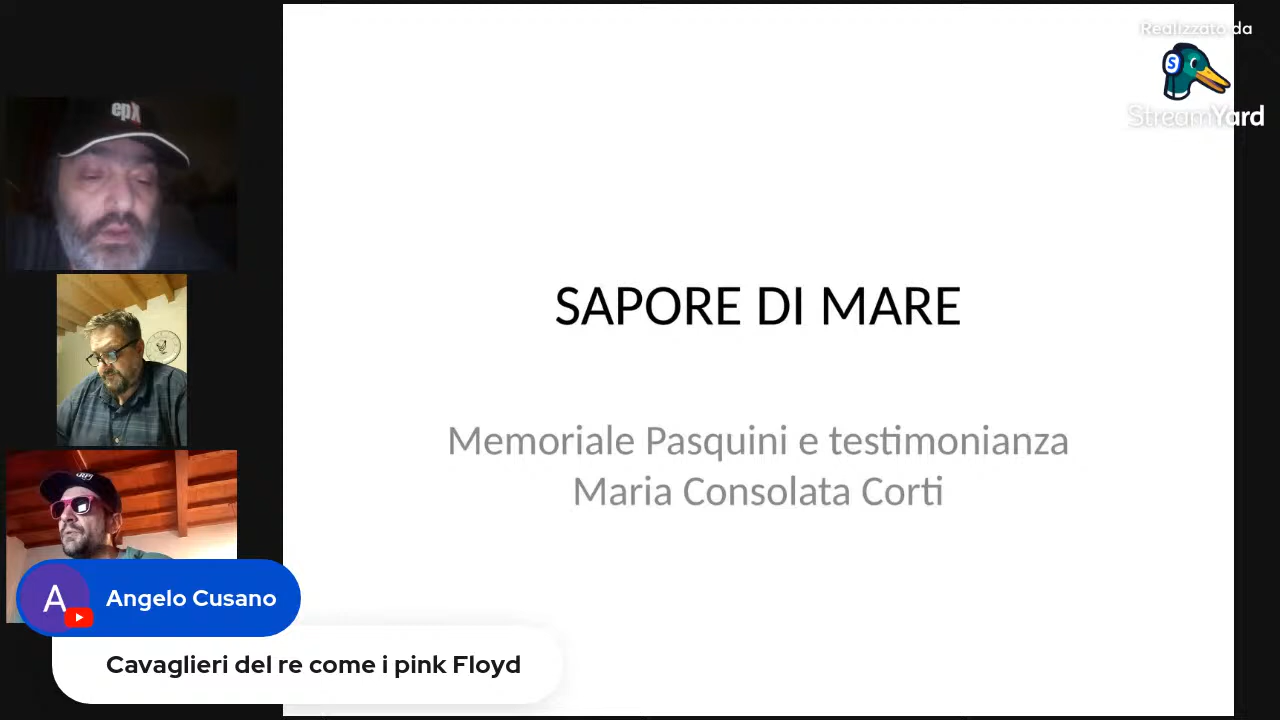 Realizzato da
StreamYard
epX
SAPORE DI MARE
Memoriale Pasquini e testimonianza
Maria Consolata Corti
A
Angelo Cusano
Cavaglieri del re come i pink Floyd